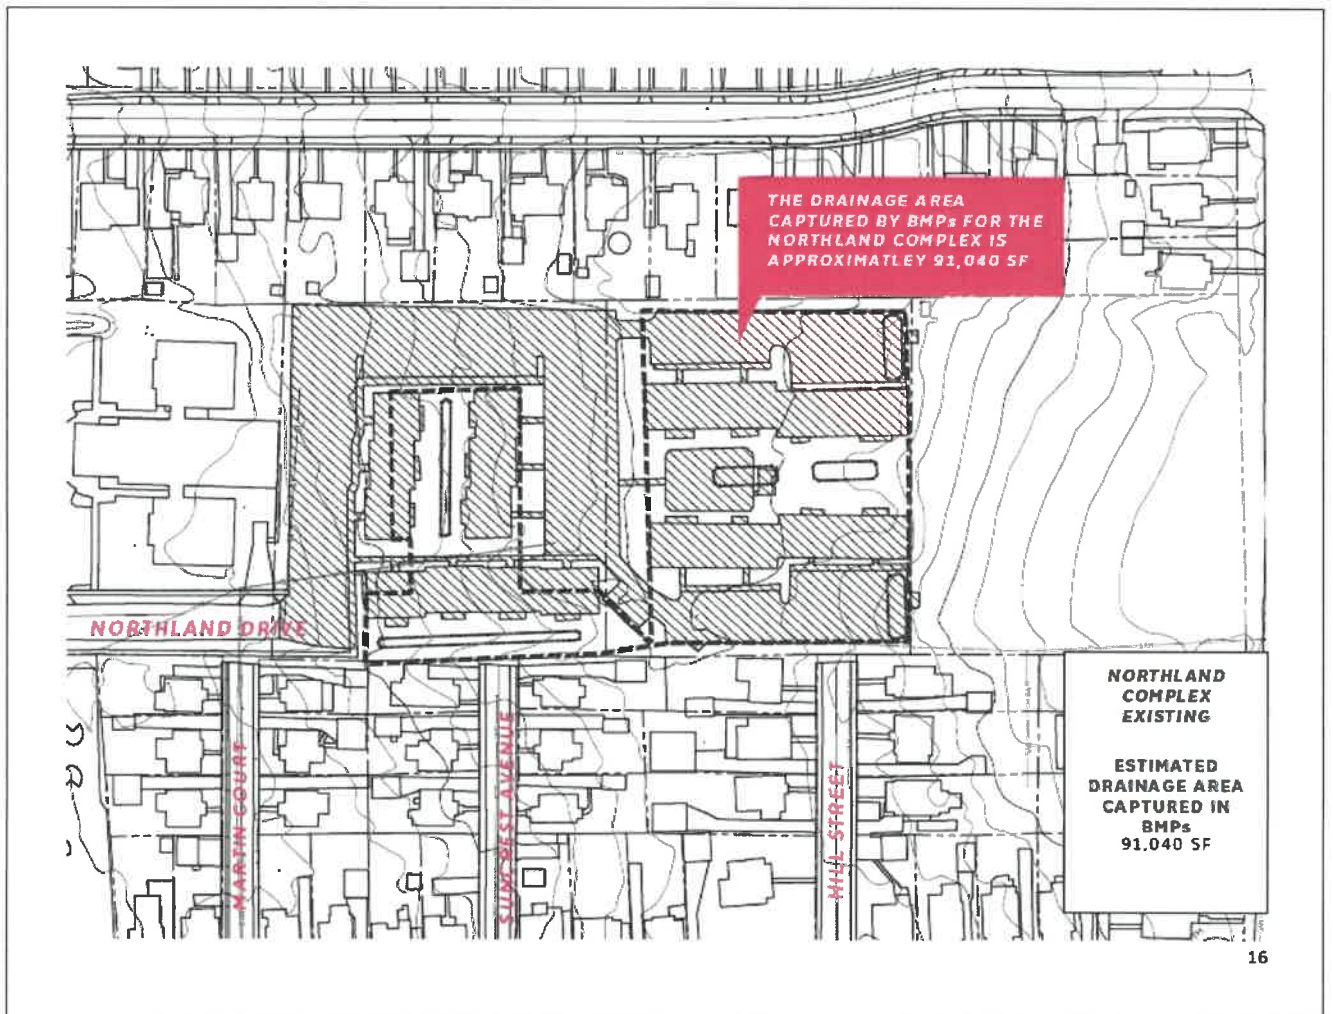 THE DRAINAGE AREA
CAPTURED BY BMPs FOR THE
NORTHLAND COMPLEX IS
APPROXIMATLEY 91,040 SF
NORTHLAND DRIVE
MARTIN COURT
SUNCREST AVENUE
HILL STREET
NORTHLAND
COMPLEX
EXISTING
ESTIMATED
DRAINAGE AREA
CAPTURED IN
BMPs
91,040 SF
16